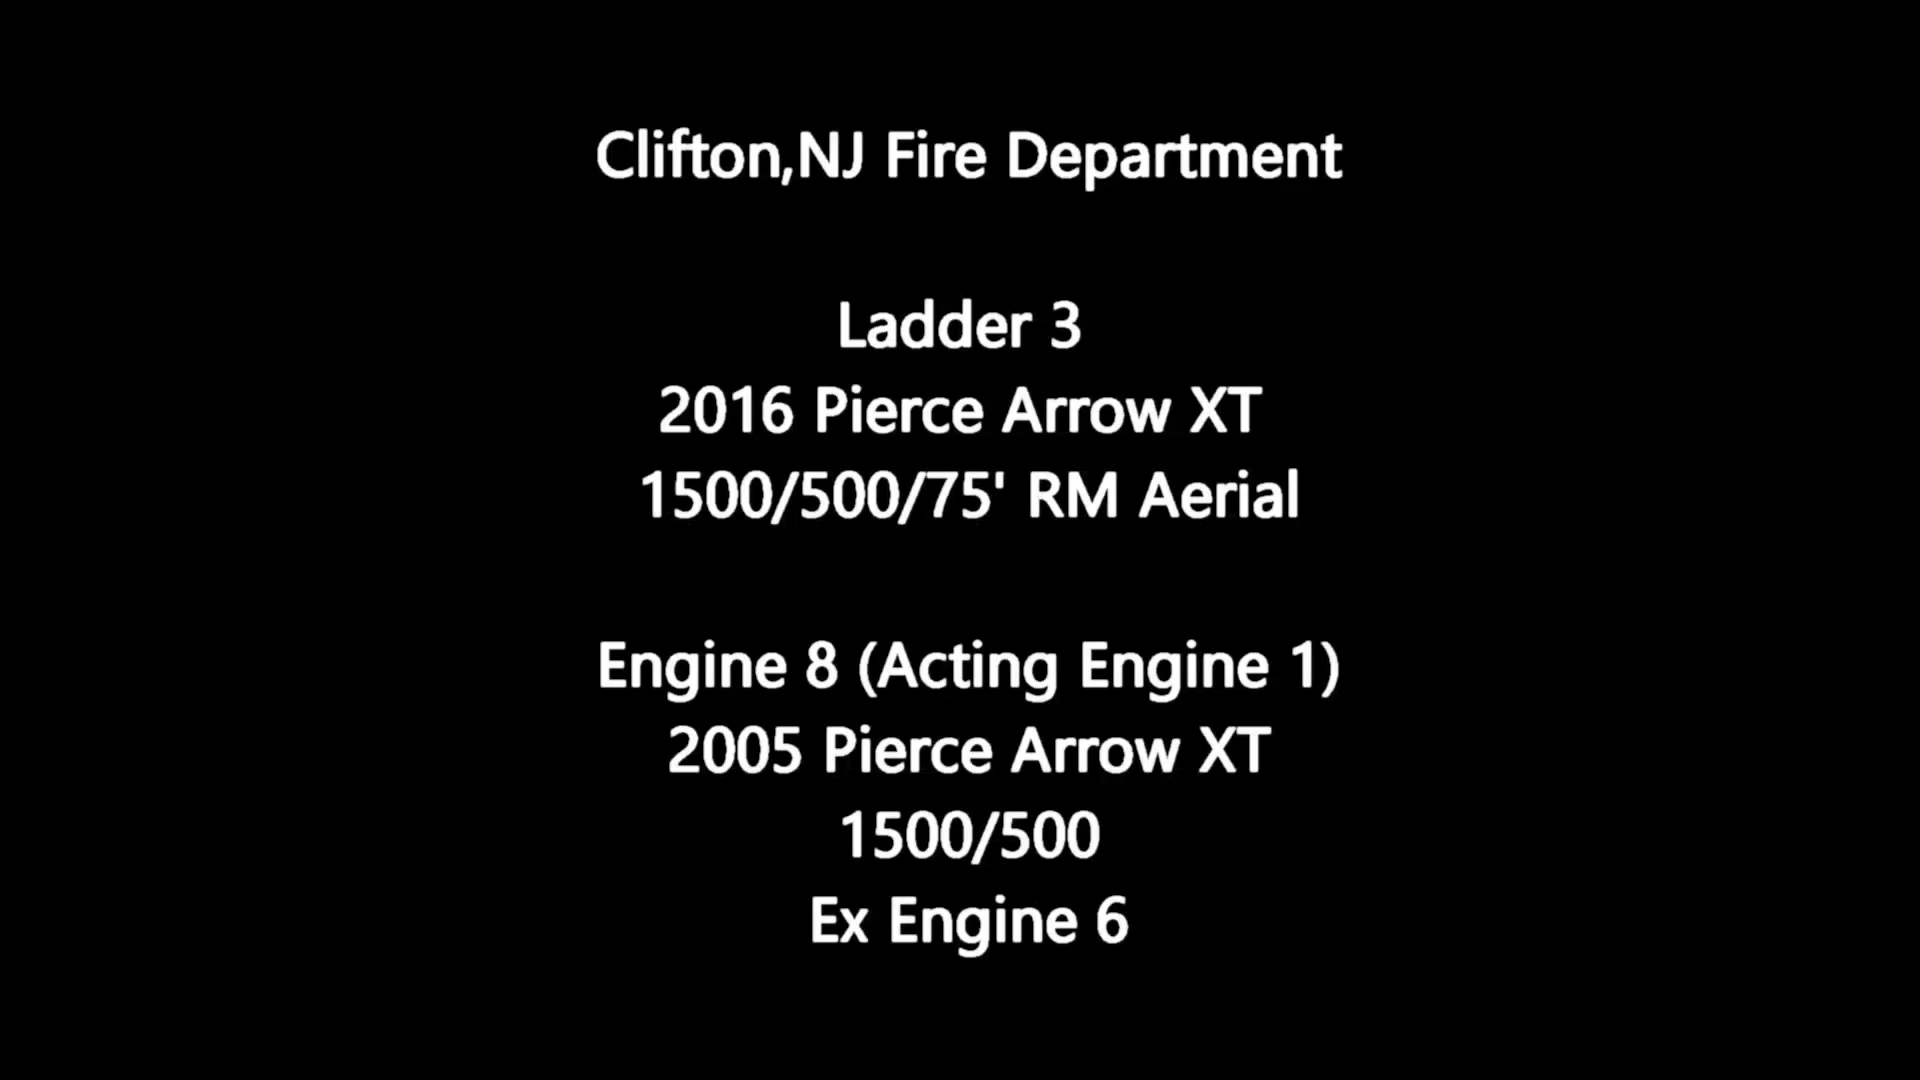 Clifton,NJ Fire Department
Ladder 3
2016 Pierce Arrow XT
1500/500/75' RM Aerial
Engine 8 (Acting Engine 1)
2005 Pierce Arrow XT
1500/500
Ex Engine 6